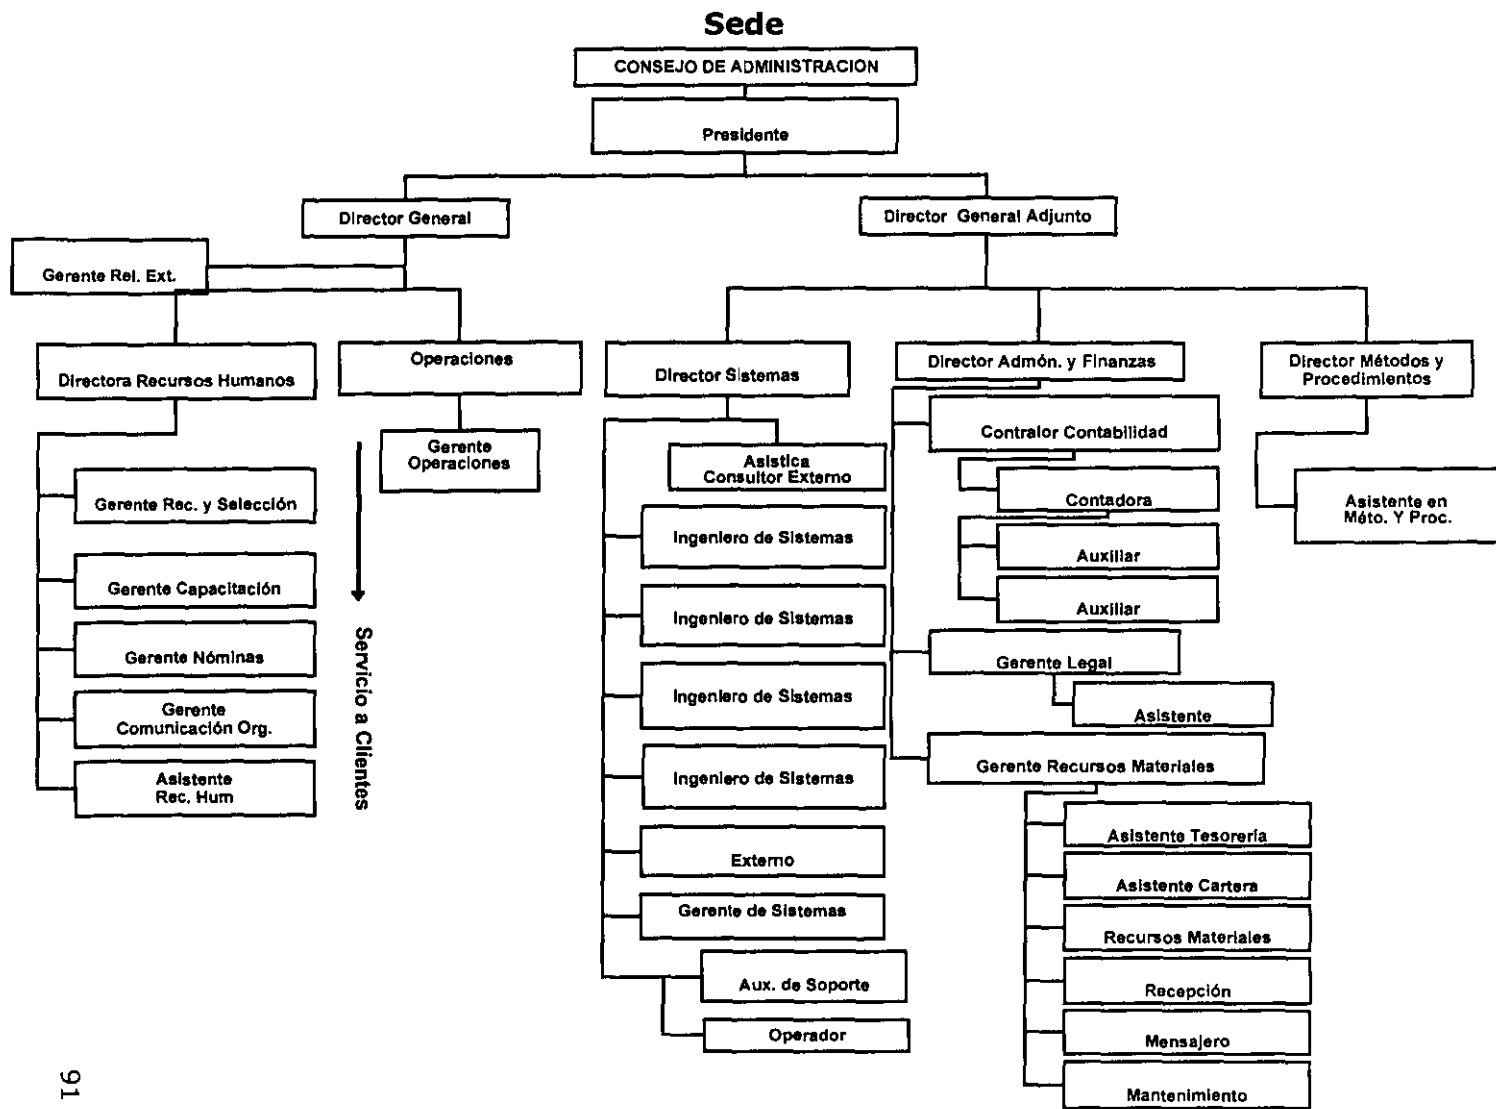 Sede
CONSEJO DE ADMINISTRACION
Presidente
Director General
Director General Adjunto
Gerente Rel. Ext.
Directora Recursos Humanos
Operaciones
Gerente
Operaciones
Gerente Rec. y Selección
Gerente Capacitación
Gerente Nóminas
Gerente
Comunicación Org.
Asistente
Rec. Hum
Servicio a Clientes
Director Sistemas
Asistica
Consultor Externo
Ingeniero de Sistemas
Ingeniero de Sistemas
Ingeniero de Sistemas
Ingeniero de Sistemas
Externo
Gerente de Sistemas
Aux. de Soporte
Operador
Director Admón. y Finanzas
Contralor Contabilidad
Contadora
Auxiliar
Auxiliar
Gerente Legal
Asistente
Gerente Recursos Materiales
Asistente Tesorería
Asistente Cartera
Recursos Materiales
Recepción
Mensajero
Mantenimiento
Director Métodos y
Procedimientos
Asistente en
Méto. Y Proc.
91